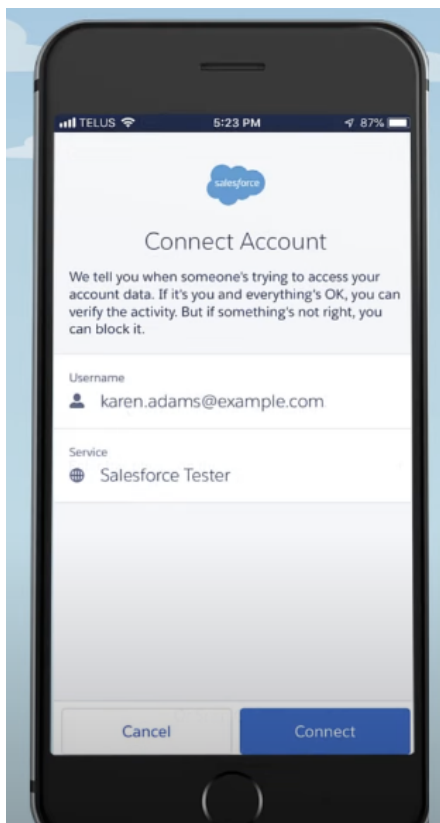 TELUS 5:23 PM 87%
salesforce
Connect Account
We tell you when someone's trying to access your
account data. If it's you and everything's OK, you can
verify the activity. But if something's not right, you
can block it.
Username
karen.adams@example.com
Service
Salesforce Tester
Cancel Connect